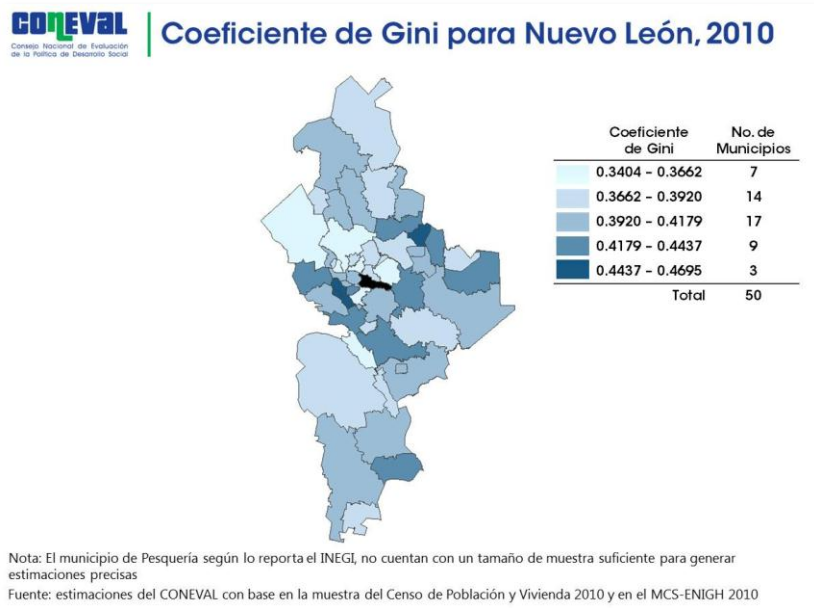 CONEVAL
Consejo Nacional de Evaluación
de la Política de Desarrollo Social
Coeficiente de Gini para Nuevo León, 2010
Coeficiente de Gini No. de Municipios
0.3404 – 0.3662 7
0.3662 – 0.3920 14
0.3920 – 0.4179 17
0.4179 – 0.4437 9
0.4437 – 0.4695 3
Total 50
Nota: El municipio de Pesquería según lo reporta el INEGI, no cuentan con un tamaño de muestra suficiente para generar
estimaciones precisas
Fuente: estimaciones del CONEVAL con base en la muestra del Censo de Población y Vivienda 2010 y en el MCS-ENIGH 2010